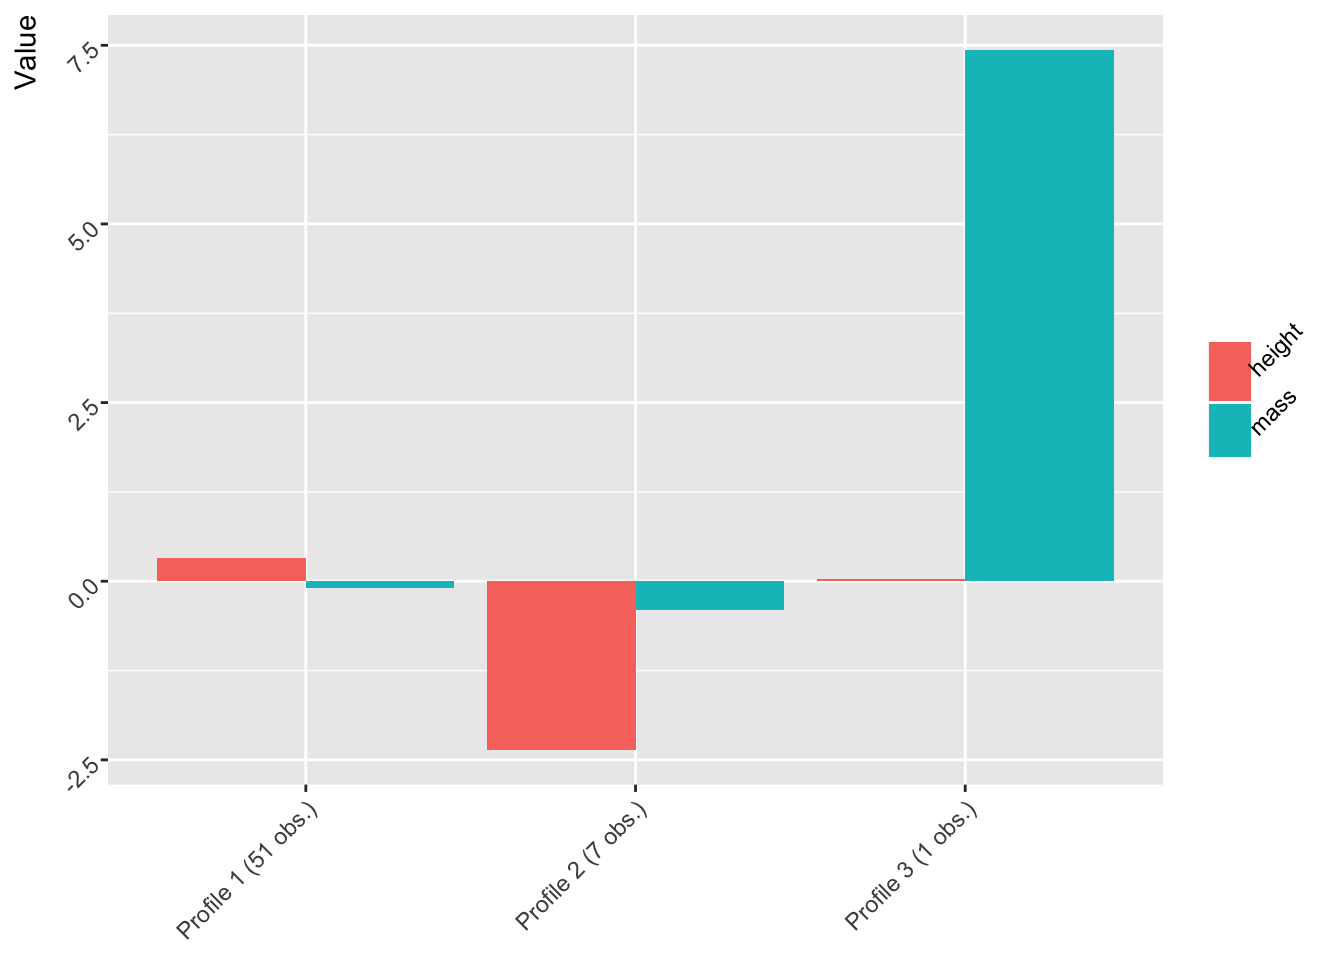 Value
7.5
5.0
2.5
0.0
-2.5
Profile 1 (51 obs.)
Profile 2 (7 obs.)
Profile 3 (1 obs.)
height
mass